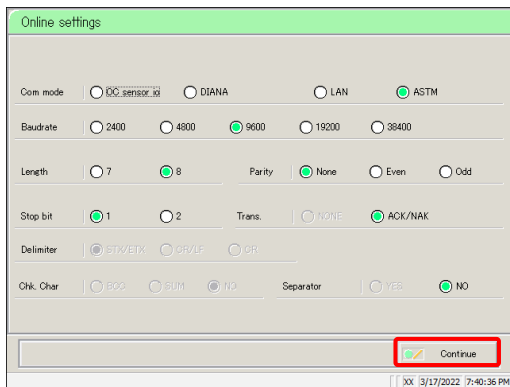 Online settings
Com mode OC sensor io DIANA LAN ASTM
Baudrate 2400 4800 9600 19200 38400
Length 7 8 Parity None Even Odd
Stop bit 1 2 Trans. NONE ACK/NAK
Delimiter STX/ETX CR/LF CR
Chk. Char BCC SUM NO Separator YES NO
Continue
XX 3/17/2022 7:40:36 PM